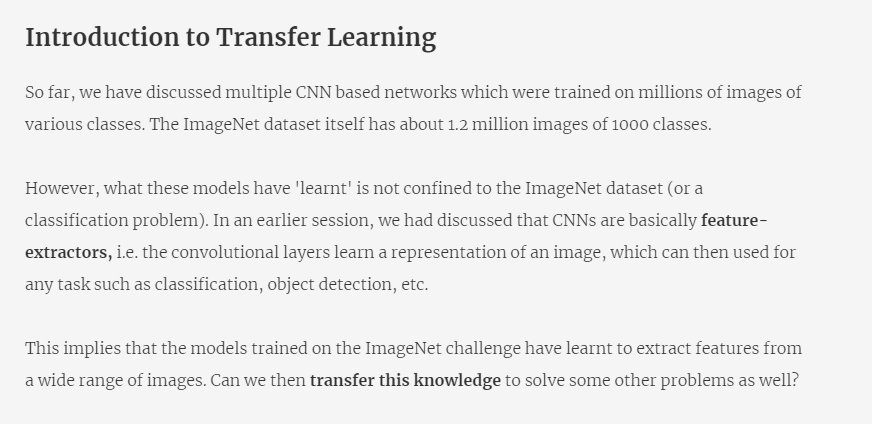 Introduction to Transfer Learning
So far, we have discussed multiple CNN based networks which were trained on millions of images of
various classes. The ImageNet dataset itself has about 1.2 million images of 1000 classes.
However, what these models have 'learnt' is not confined to the ImageNet dataset (or a
classification problem). In an earlier session, we had discussed that CNNs are basically feature-
extractors, i.e. the convolutional layers learn a representation of an image, which can then used for
any task such as classification, object detection, etc.
This implies that the models trained on the ImageNet challenge have learnt to extract features from
a wide range of images. Can we then transfer this knowledge to solve some other problems as well?